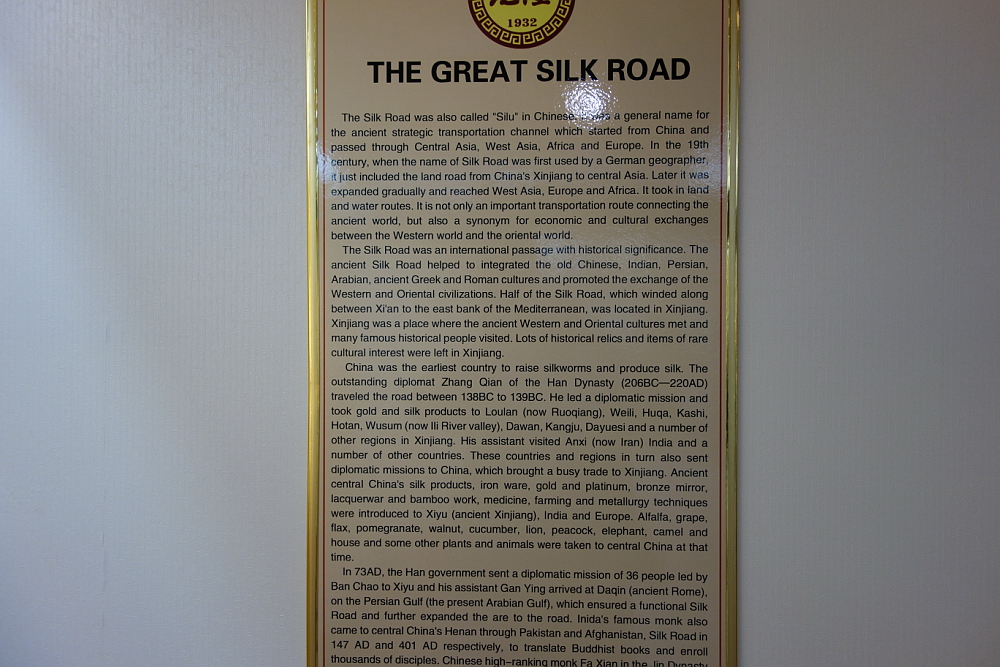 1932
THE GREAT SILK ROAD
The Silk Road was also called "Silu" in Chinese. a general name for
the ancient strategic transportation channel which started from China and
passed through Central Asia, West Asia, Africa and Europe. In the 19th
century, when the name of Silk Road was first used by a German geographer,
it just included the land road from China's Xinjiang to central Asia. Later it was
expanded gradually and reached West Asia, Europe and Africa. It took in land
and water routes. It is not only an important transportation route connecting the
ancient world, but also a synonym for economic and cultural exchanges
between the Western world and the oriental world.
The Silk Road was an international passage with historical significance. The
ancient Silk Road helped to integrated the old Chinese, Indian, Persian,
Arabian, ancient Greek and Roman cultures and promoted the exchange of the
Western and Oriental civilizations. Half of the Silk Road, which winded along
between Xi'an to the east bank of the Mediterranean, was located in Xinjiang.
Xinjiang was a place where the ancient Western and Oriental cultures met and
many famous historical people visited. Lots of historical relics and items of rare
cultural interest were left in Xinjiang.
China was the earliest country to raise silkworms and produce silk. The
outstanding diplomat Zhang Qian of the Han Dynasty (206BC—220AD)
traveled the road between 138BC to 139BC. He led a diplomatic mission and
took gold and silk products to Loulan (now Ruoqiang), Weili, Huqa, Kashi,
Hotan, Wusum (now Ili River valley), Dawan, Kangju, Dayuesi and a number of
other regions in Xinjiang. His assistant visited Anxi (now Iran) India and a
number of other countries. These countries and regions in turn also sent
diplomatic missions to China, which brought a busy trade to Xinjiang. Ancient
central China's silk products, iron ware, gold and platinum, bronze mirror,
lacquerwar and bamboo work, medicine, farming and metallurgy techniques
were introduced to Xiyu (ancient Xinjiang), India and Europe. Alfalfa, grape,
flax, pomegranate, walnut, cucumber, lion, peacock, elephant, camel and
house and some other plants and animals were taken to central China at that
time.
In 73AD, the Han government sent a diplomatic mission of 36 people led by
Ban Chao to Xiyu and his assistant Gan Ying arrived at Daqin (ancient Rome),
on the Persian Gulf (the present Arabian Gulf), which ensured a functional Silk
Road and further expanded the are to the road. Inida's famous monk also
came to central China's Henan through Pakistan and Afghanistan, Silk Road in
147 AD and 401 AD respectively, to translate Buddhist books and enroll
thousands of disciples. Chinese high-ranking monk Fa Xian in the Jin Dynasty